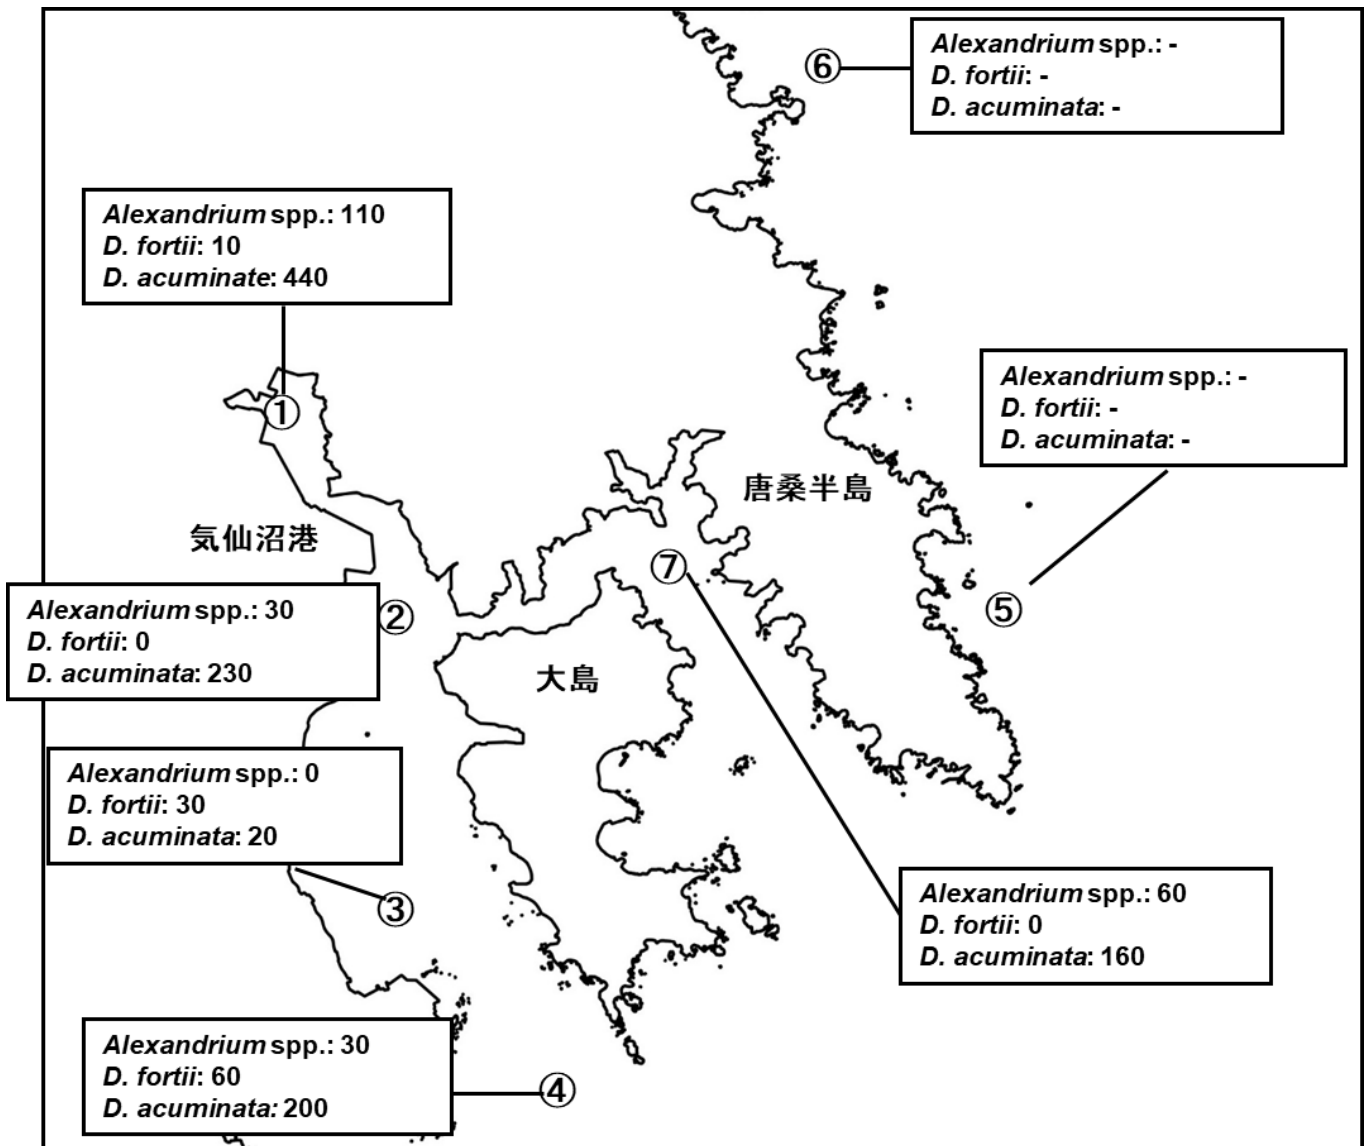 ⑥
Alexandrium spp.: -
D. fortii: -
D. acuminata: -
Alexandrium spp.: 110
D. fortii: 10
D. acuminate: 440
①
Alexandrium spp.: -
D. fortii: -
D. acuminata: -
唐桑半島
気仙沼港
⑦
⑤
Alexandrium spp.: 30
D. fortii: 0
D. acuminata: 230
②
大島
Alexandrium spp.: 0
D. fortii: 30
D. acuminata: 20
③
Alexandrium spp.: 60
D. fortii: 0
D. acuminata: 160
Alexandrium spp.: 30
D. fortii: 60
D. acuminata: 200
④